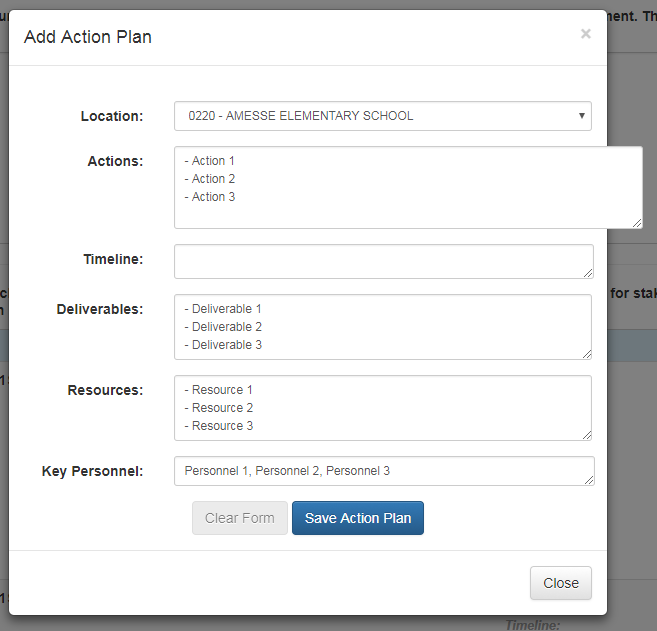 ment. Th
Add Action Plan
×
Location:
0220 - AMESSE ELEMENTARY SCHOOL
Actions:
- Action 1
- Action 2
- Action 3
Timeline:
for stak
Deliverables:
- Deliverable 1
- Deliverable 2
- Deliverable 3
Resources:
- Resource 1
- Resource 2
- Resource 3
Key Personnel:
Personnel 1, Personnel 2, Personnel 3
Clear Form
Save Action Plan
Close
Timeline: